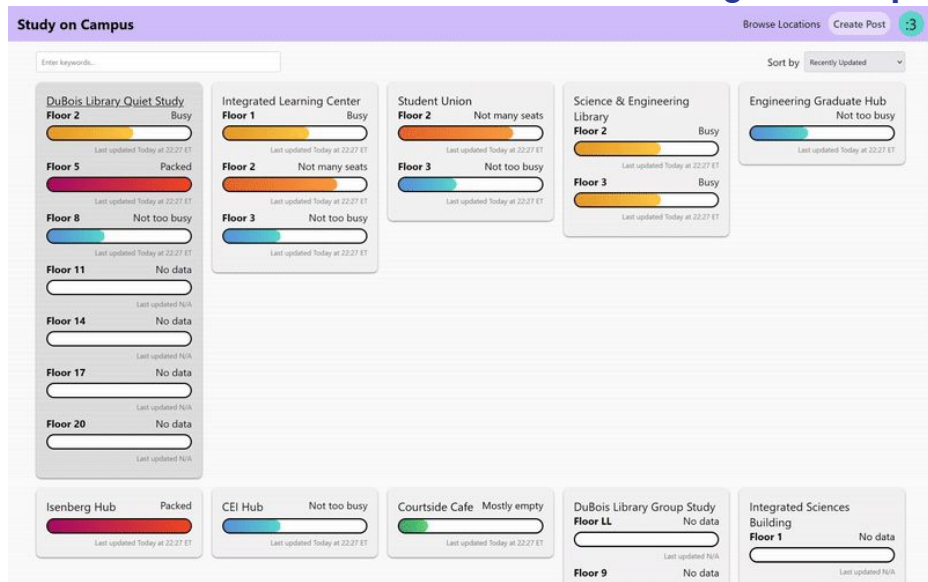 Study on Campus
Browse Locations Create Post :3
Enter keywords...
Sort by Recently Updated
DuBois Library Quiet Study
Floor 2 Busy
Last updated Today at 22:27 ET
Floor 5 Packed
Last updated Today at 22:27 ET
Floor 8 Not too busy
Last updated Today at 22:27 ET
Floor 11 No data
Last updated N/A
Floor 14 No data
Last updated N/A
Floor 17 No data
Last updated N/A
Floor 20 No data
Last updated N/A
Integrated Learning Center
Floor 1 Busy
Last updated Today at 22:27 ET
Floor 2 Not many seats
Last updated Today at 22:27 ET
Floor 3 Not too busy
Last updated Today at 22:27 ET
Student Union
Floor 2 Not many seats
Last updated Today at 22:27 ET
Floor 3 Not too busy
Last updated Today at 22:27 ET
Science & Engineering
Library
Floor 2 Busy
Last updated Today at 22:27 ET
Floor 3 Busy
Last updated Today at 22:27 ET
Engineering Graduate Hub
Not too busy
Last updated Today at 22:27 ET
Isenberg Hub Packed
Last updated Today at 22:27 ET
CEI Hub Not too busy
Last updated Today at 22:27 ET
Courtside Cafe Mostly empty
Last updated Today at 22:27 ET
DuBois Library Group Study
Floor LL No data
Last updated N/A
Floor 9 No data
Integrated Sciences
Building
Floor 1 No data
Last updated N/A